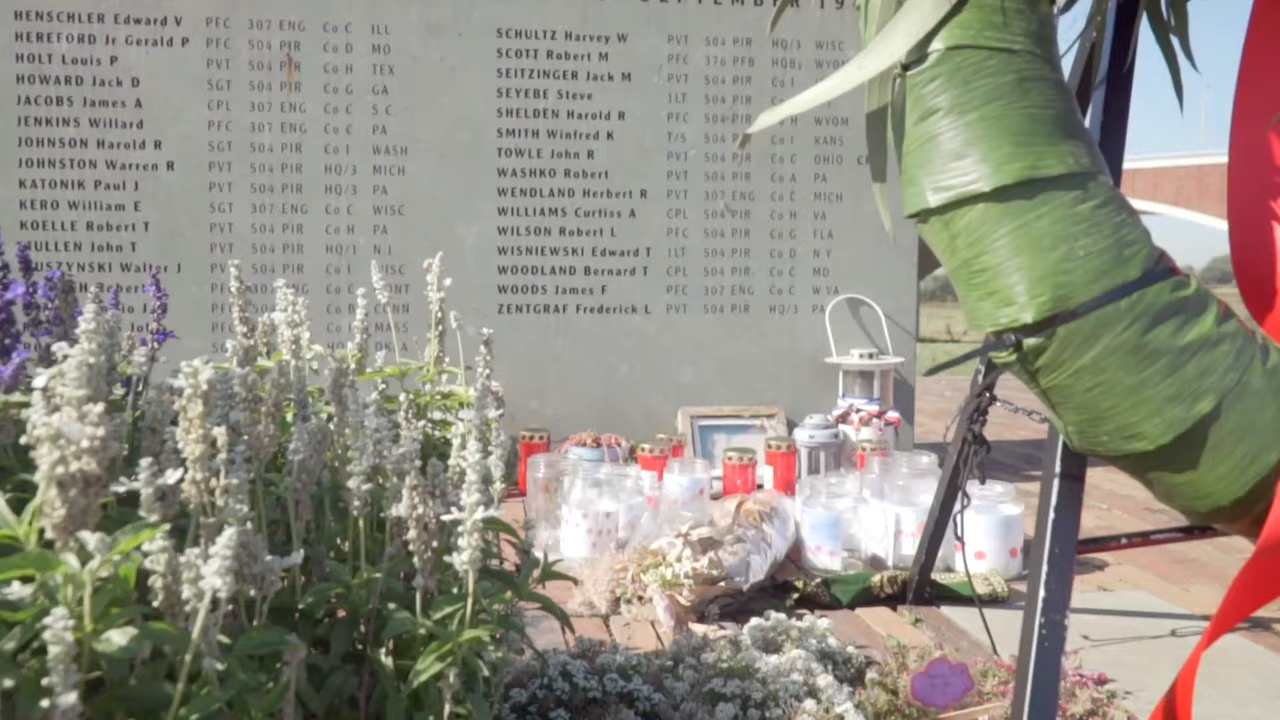 SEPTEMBER 19
HENSCHLER Edward V PFC 307 ENG Co C ILL
HEREFORD Jr Gerald P PFC 504 PIR Co D MO
HOLT Louis P PVT 504 PIR Co H TEX
HOWARD Jack D SGT 504 PIR Co G GA
JACOBS James A CPL 307 ENG Co C S.C.
JENKINS Willard PFC 307 ENG Co C PA
JOHNSON Harold R SGT 504 PIR Co I WASH
JOHNSTON Warren R PVT 504 PIR HQ/3 MICH
KATONIK Paul J PVT 504 PIR HQ/3 PA
KERO William E SGT 307 ENG Co C WISC
KOELLE Robert T PVT 504 PIR Co H PA
MULLEN John T PVT 504 PIR HQ/1 N.J.
Walter J PVT 504 PIR Co I WISC
SCHULTZ Harvey W PVT 504 PIR HQ/3 WISC
SCOTT Robert M PFC 376 PFB
SEITZINGER Jack M PVT 504 PIR
SEYEBE Steve 1LT 504 PIR
SHELDEN Harold R PFC 504 PIR WYOM
SMITH Winfred K T/5 504 PIR Co I KANS
TOWLE John R PVT 504 PIR Co C OHIO
WASHKO Robert PVT 504 PIR Co A PA
WENDLAND Herbert R PVT 307 ENG Co C MICH
WILLIAMS Curtiss A CPL 504 PIR Co H VA
WILSON Robert L PFC 504 PIR Co G FLA
WISNIEWSKI Edward T 1LT 504 PIR Co D N.Y
WOODLAND Bernard T CPL 504 PIR Co C MD
WOODS James F PFC 307 ENG Co C W.VA
ZENTGRAF Frederick L PVT 504 PIR HQ/3 PA